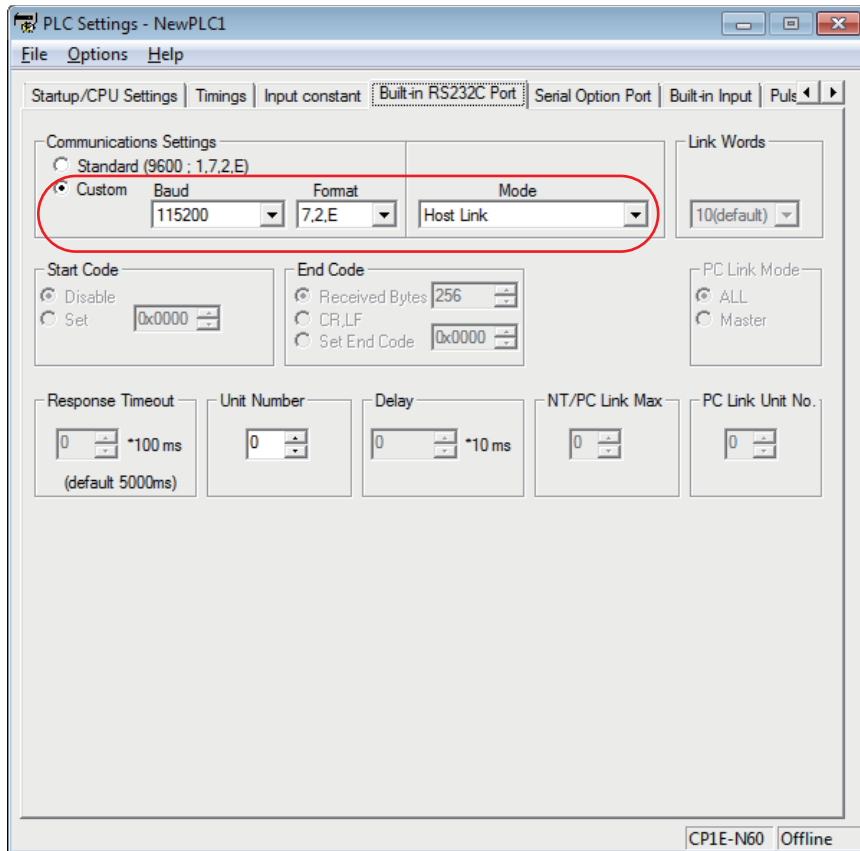 PLC Settings - NewPLC1
File Options Help
Startup/CPU Settings Timings Input constant Built-in RS232C Port Serial Option Port Built-in Input Puls
Communications Settings Link Words
Standard (9600 ; 1,7,2,E)
Custom Baud Format Mode
115200 7,2,E Host Link 10(default)
Start Code End Code PC Link Mode
Disable Received Bytes 256 ALL
Set 0x0000 CR,LF Master
Set End Code 0x0000
Response Timeout Unit Number Delay NT/PC Link Max PC Link Unit No.
0 *100 ms 0 0 *10 ms 0 0
(default 5000ms)
CP1E-N60 Offline